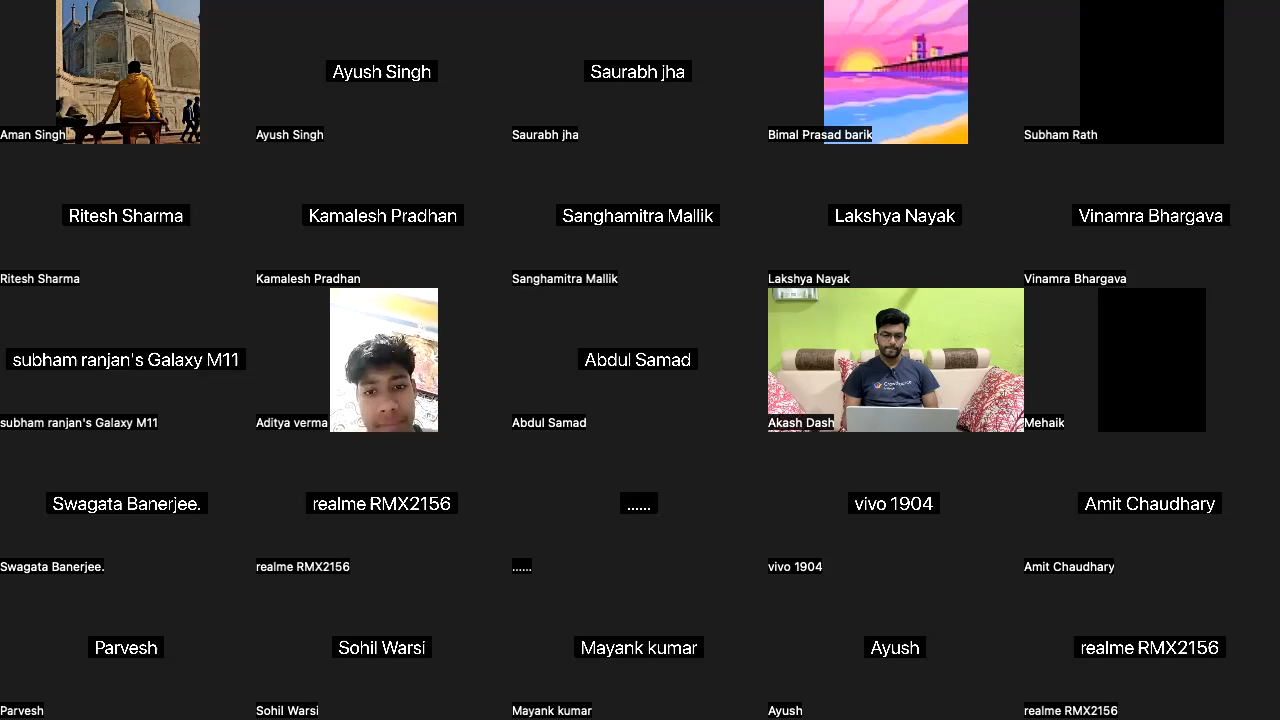 Ayush Singh
Saurabh jha
Aman Singh
Ayush Singh
Saurabh jha
Bimal Prasad barik
Subham Rath
Ritesh Sharma
Kamalesh Pradhan
Sanghamitra Mallik
Lakshya Nayak
Vinamra Bhargava
Ritesh Sharma
Kamalesh Pradhan
Sanghamitra Mallik
Lakshya Nayak
Vinamra Bhargava
subham ranjan's Galaxy M11
Abdul Samad
subham ranjan's Galaxy M11
Aditya verma
Abdul Samad
Akash Dash
Mehaik
Swagata Banerjee.
realme RMX2156
......
vivo 1904
Amit Chaudhary
Swagata Banerjee.
realme RMX2156
......
vivo 1904
Amit Chaudhary
Parvesh
Sohil Warsi
Mayank kumar
Ayush
realme RMX2156
Parvesh
Sohil Warsi
Mayank kumar
Ayush
realme RMX2156